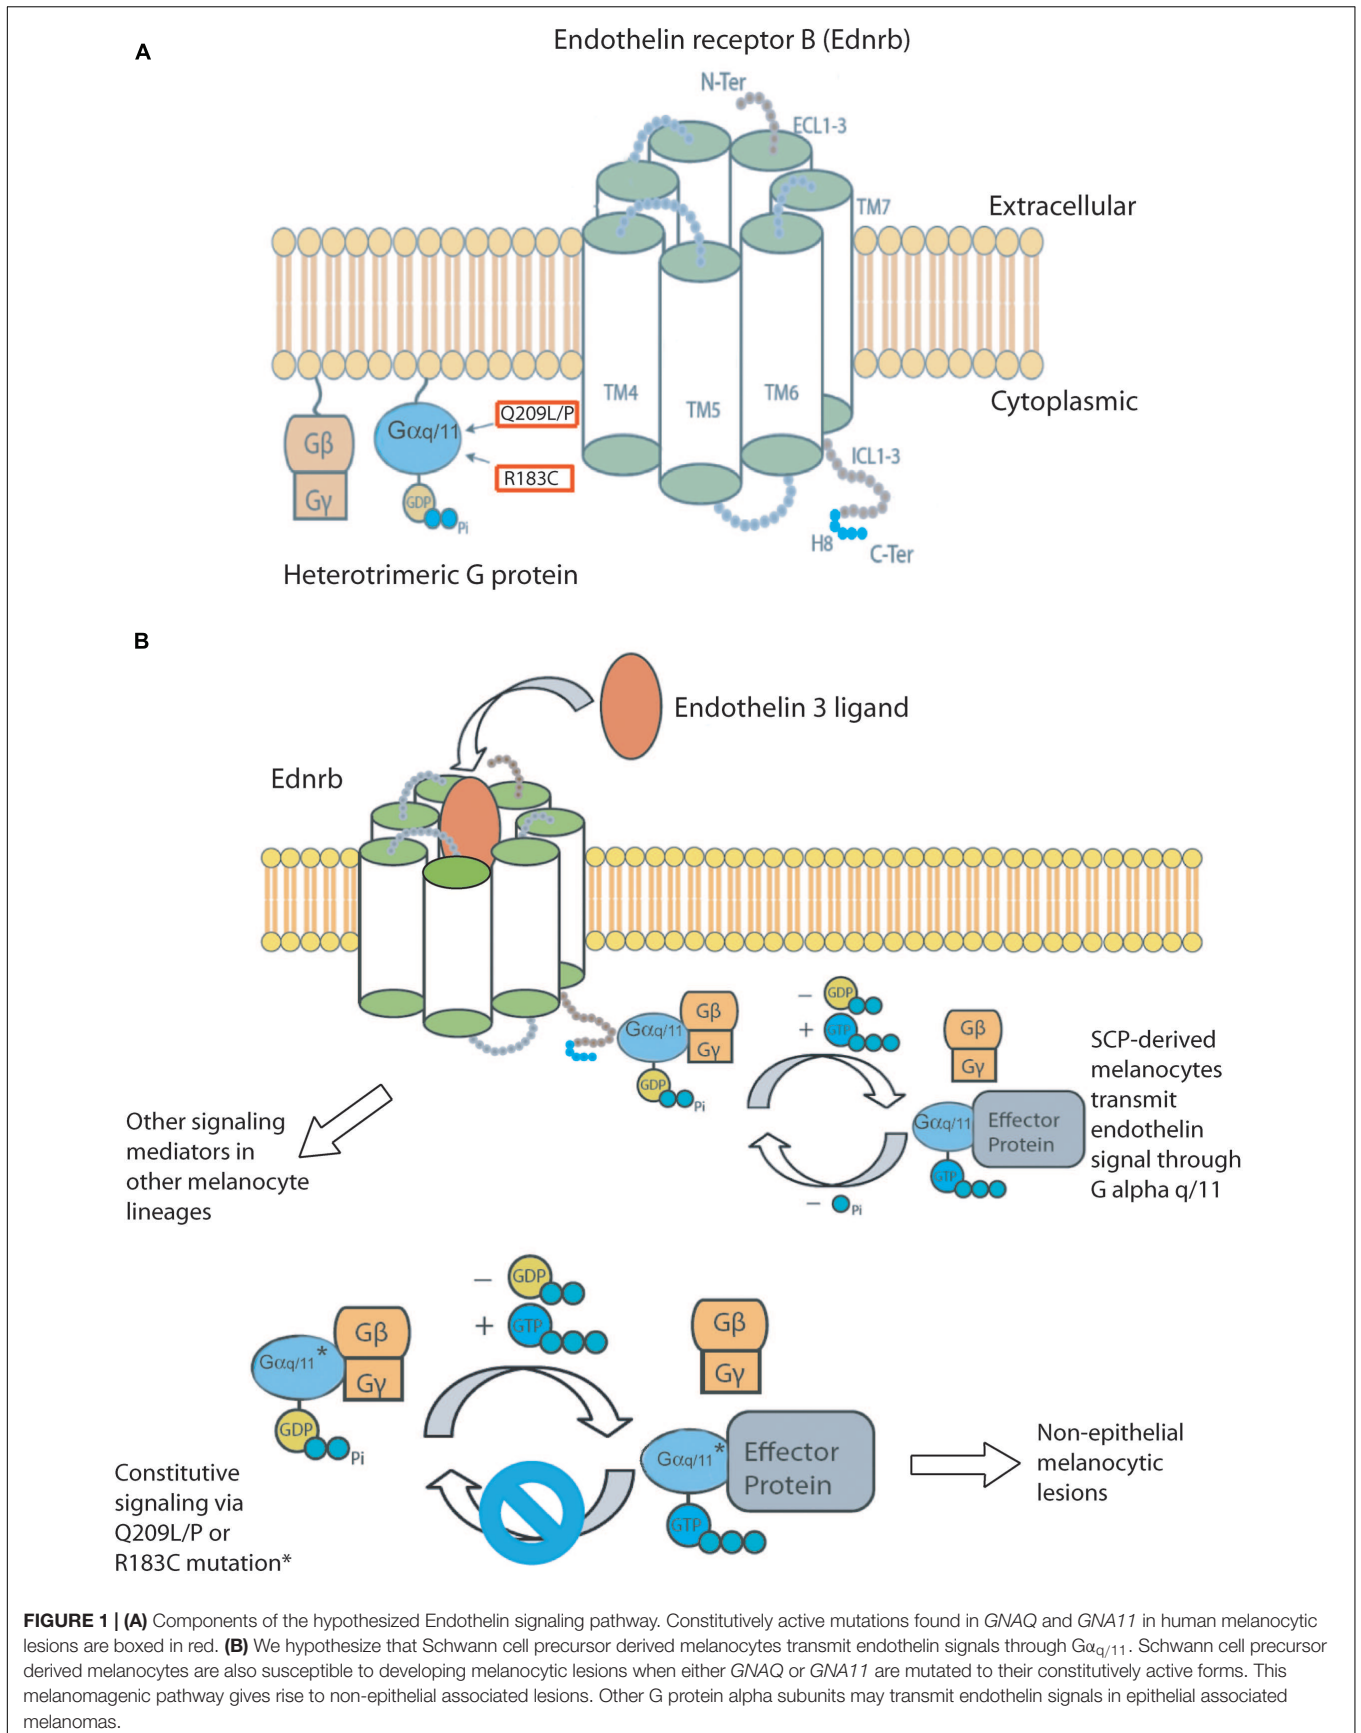 A
Endothelin receptor B (Ednrb)
N-Ter
ECL1-3
TM7
Extracellular
TM4
TM5
TM6
Cytoplasmic
Gβ
Gγ
Gαq/11
GDP
Pi
Q209L/P
R183C
ICL1-3
H8
C-Ter
Heterotrimeric G protein
B
Endothelin 3 ligand
Ednrb
Gαq/11
Gβ
Gγ
GDP
Pi
− GDP
+ GTP
− Pi
Gβ
Gγ
Gαq/11
Effector
Protein
GTP
SCP-derived
melanocytes
transmit
endothelin
signal through
G alpha q/11
Other signaling
mediators in
other melanocyte
lineages
− GDP
+ GTP
Gαq/11*
Gβ
Gγ
GDP
Pi
Gβ
Gγ
Gαq/11*
Effector
Protein
GTP
Constitutive
signaling via
Q209L/P or
R183C mutation*
Non-epithelial
melanocytic
lesions
FIGURE 1 | (A) Components of the hypothesized Endothelin signaling pathway. Constitutively active mutations found in GNAQ and GNA11 in human melanocytic
lesions are boxed in red. (B) We hypothesize that Schwann cell precursor derived melanocytes transmit endothelin signals through Gαq/11. Schwann cell precursor
derived melanocytes are also susceptible to developing melanocytic lesions when either GNAQ or GNA11 are mutated to their constitutively active forms. This
melanomagenic pathway gives rise to non-epithelial associated lesions. Other G protein alpha subunits may transmit endothelin signals in epithelial associated
melanomas.